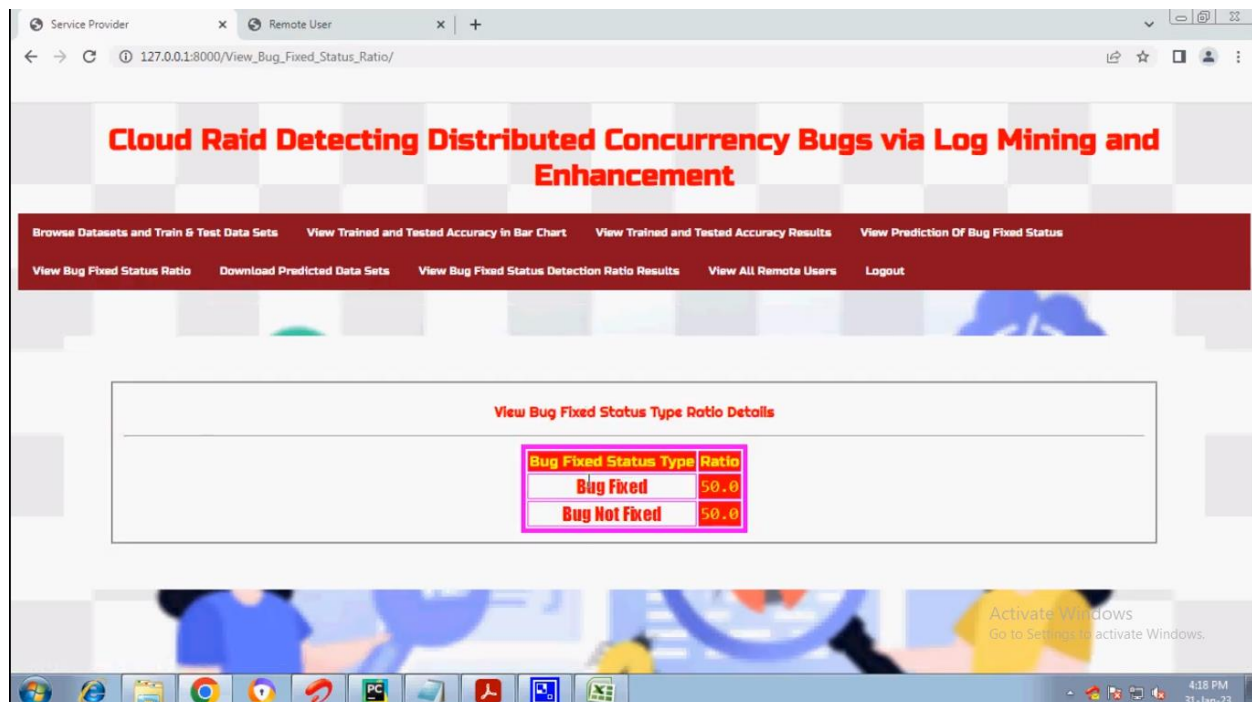 Service Provider
Remote User
127.0.0.1:8000/View_Bug_Fixed_Status_Ratio/
Cloud Raid Detecting Distributed Concurrency Bugs via Log Mining and
Enhancement
Browse Datasets and Train & Test Data Sets View Trained and Tested Accuracy in Bar Chart View Trained and Tested Accuracy Results View Prediction Of Bug Fixed Status
View Bug Fixed Status Ratio Download Predicted Data Sets View Bug Fixed Status Detection Ratio Results View All Remote Users Logout
View Bug Fixed Status Type Ratio Details
Bug Fixed Status Type Ratio
Bug Fixed 50.0
Bug Not Fixed 50.0
Activate Windows
Go to Settings to activate Windows.
PC
4:18 PM